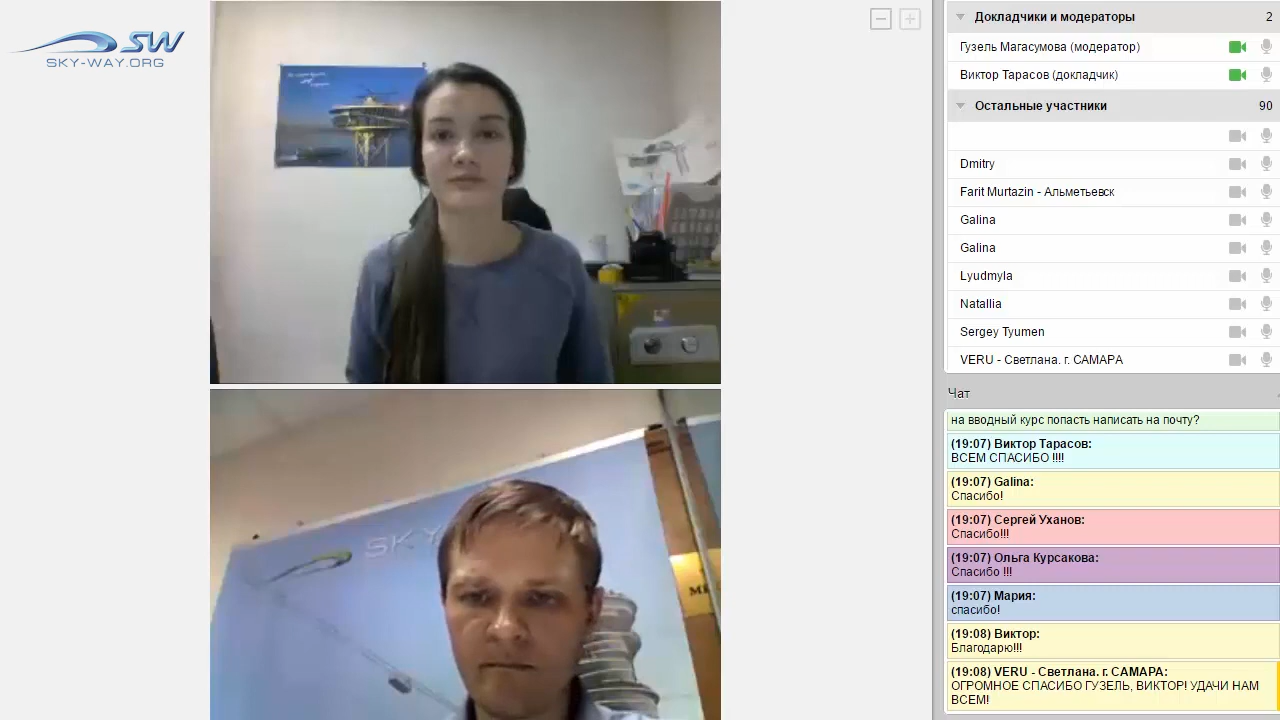 SW
SKY-WAY.ORG
SKY
Докладчики и модераторы 2
Гузель Магасумова (модератор)
Виктор Тарасов (докладчик)
Остальные участники 90
Dmitry
Farit Murtazin - Альметьевск
Galina
Galina
Lyudmyla
Natallia
Sergey Tyumen
VERU - Светлана. г. САМАРА
Чат
на вводный курс попасть написать на почту?
(19:07) Виктор Тарасов:
ВСЕМ СПАСИБО !!!!
(19:07) Galina:
Спасибо!
(19:07) Сергей Уханов:
Спасибо!!!
(19:07) Ольга Курсакова:
Спасибо !!!
(19:07) Мария:
спасибо!
(19:08) Виктор:
Благодарю!!!
(19:08) VERU - Светлана. г. САМАРА:
ОГРОМНОЕ СПАСИБО ГУЗЕЛЬ, ВИКТОР! УДАЧИ НАМ
ВСЕМ!